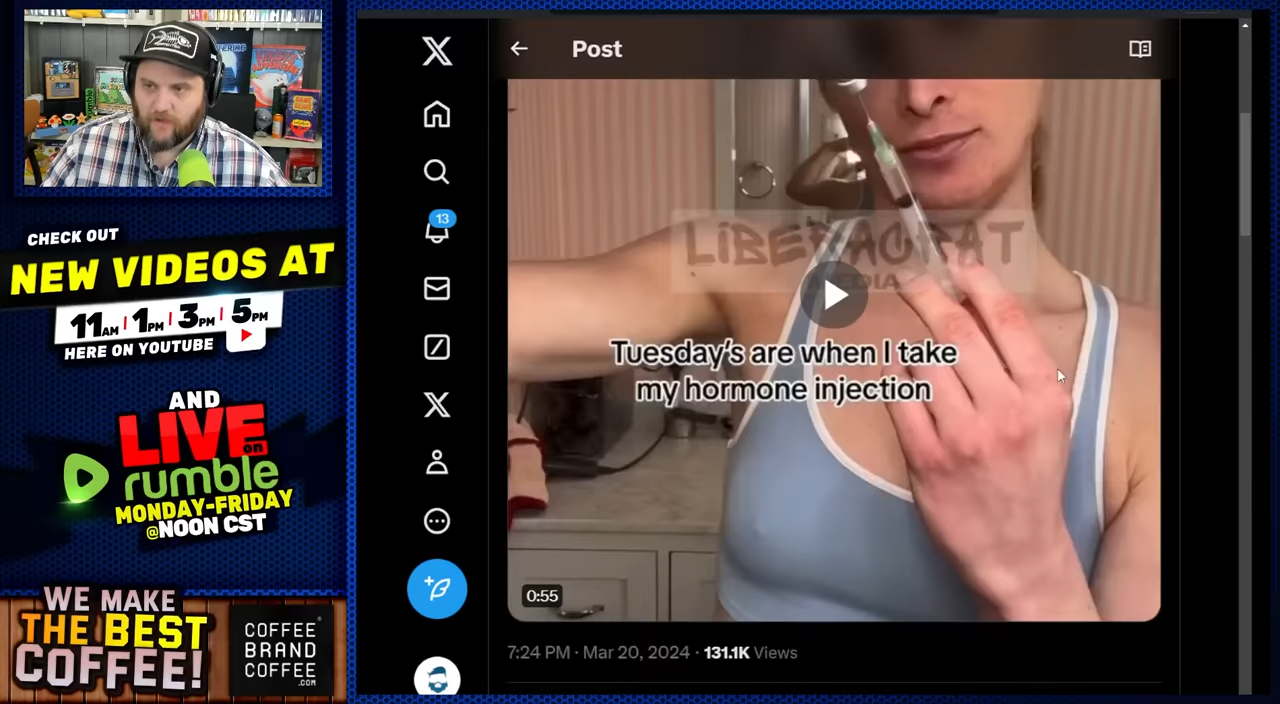 CHECK OUT
NEW VIDEOS AT
11AM | 1PM | 3PM | 5PM
HERE ON YOUTUBE
AND
LIVE on
rumble
MONDAY-FRIDAY
@NOON CST
WE MAKE
THE BEST
COFFEE!
COFFEE
BRAND
COFFEE
.COM
X
13
X
Post
MEDIA
Tuesday's are when I take
my hormone injection
0:55
7:24 PM · Mar 20, 2024 · 131.1K Views